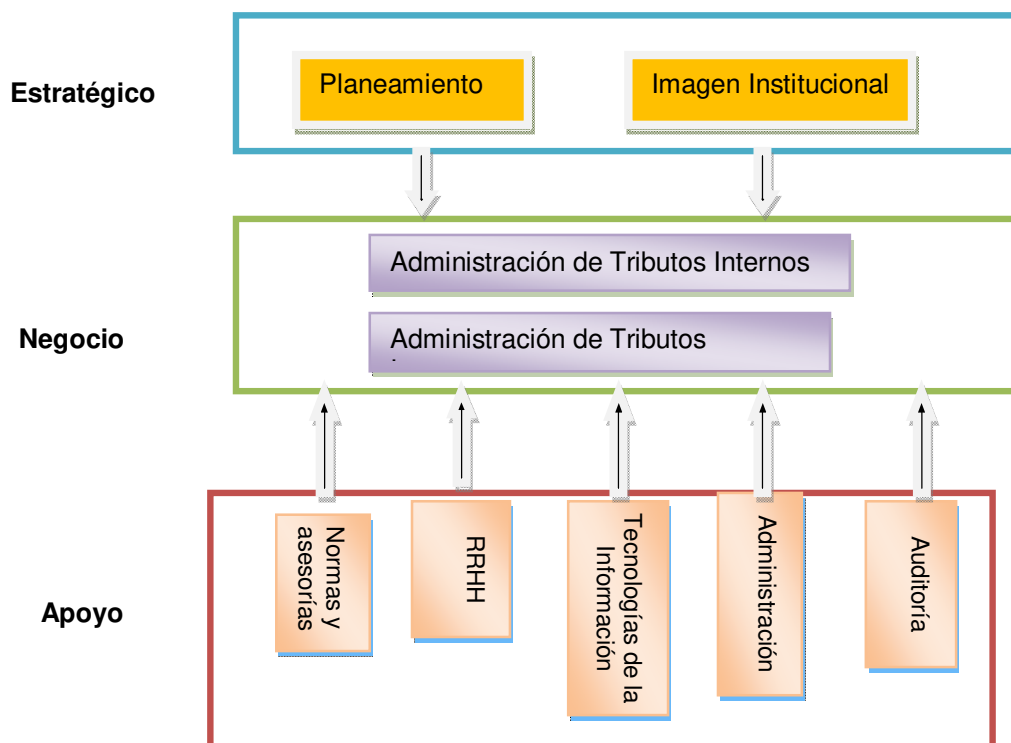 Estratégico
Planeamiento
Imagen Institucional
Negocio
Administración de Tributos Internos
Administración de Tributos
Apoyo
Normas y
asesorías
RRHH
Tecnologías de la
Información
Administración
Auditoría